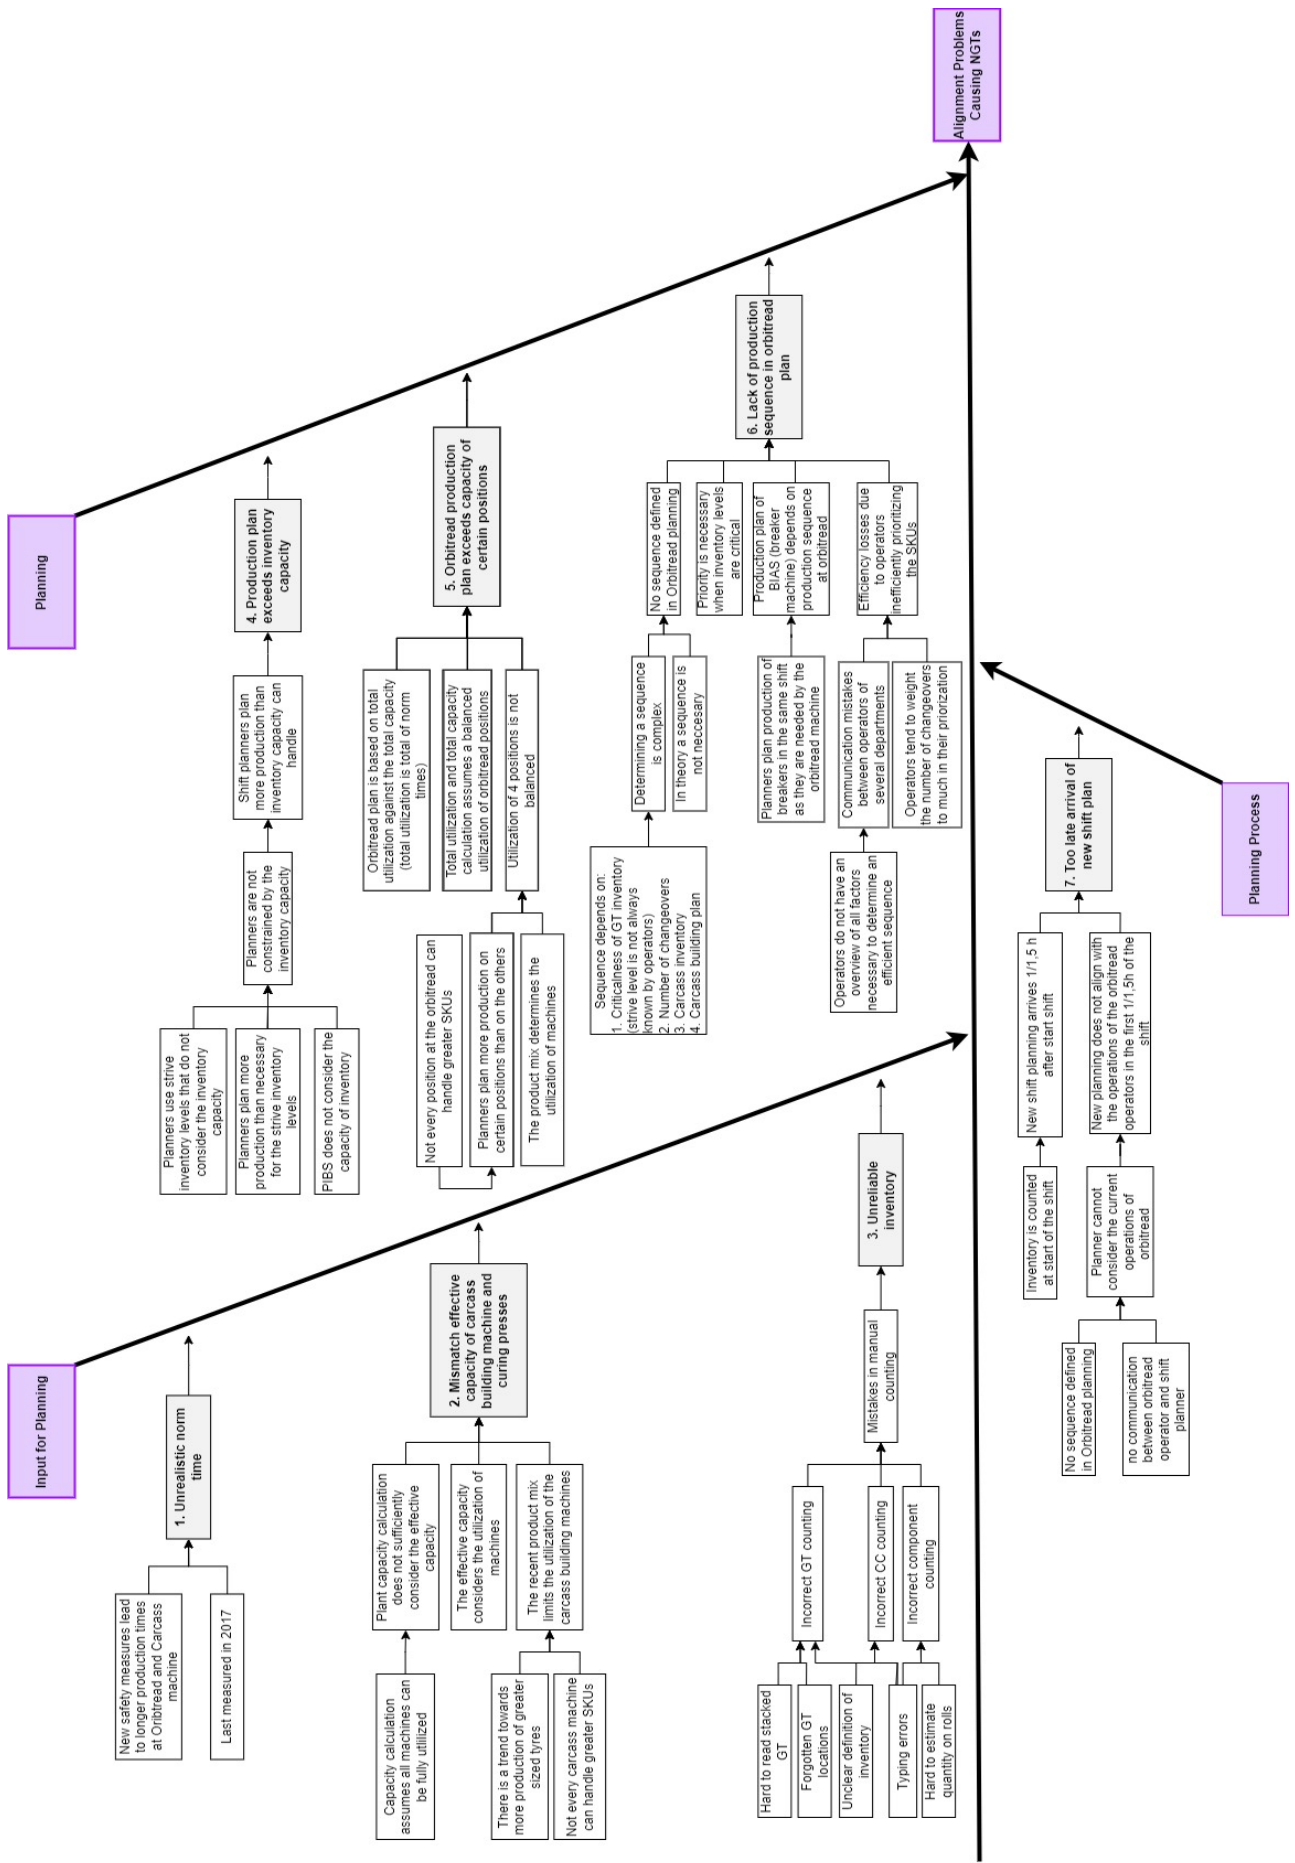 Input for Planning
New safety measures lead
to longer production times
at Oribtread and Carcass
machine
Last measured in 2017
1. Unrealistic norm
time
Capacity calculation
assumes all machines can
be fully utliilized
Plant capacity calculation
does not sufficiently
consider the effective
capacity
The effective capacity
considers the utilization of
machines
There is a trend towards
more production of greater
sized tyres
Not every carcass machine
can handle greater SKUs
The recent product mix
limits the utilization of the
carcass building machines
2. Mismatch effective
capacity of carcass
building machine and
curing presses
Hard to read stacked
GT
Forgotten GT
locations
Unclear definition of
inventory
Typing errors
Hard to estimate
quantity on rolls
Incorrect GT counting
Incorrect CC counting
Incorrect component
counting
Mistakes in manual
counting
3. Unreliable
inventory
Planning
Planners use strive
inventory levels that do not
consider the inventory
capacity
Planners plan more
production than necessary
for the strive inventory
levels
PIBS does not consider the
capacity of inventory
Planners are not
constrained by the
inventory capacity
Shift planners plan
more production than
inventory capacity can
handle
4. Production plan
exceeds inventory
capacity
Orbitread plan is based on total
utilization against the total capacity
(total utilization is total of norm
times)
Total utilization and total capacity
calculation assumes a balanced
utilization of orbitread positions
Not every position at the orbitread can
handle greater SKUs
Planners plan more production on
certain positions than on the others
The product mix determines the
utilization of machines
Utilization of 4 positions is not
balanced
5. Orbitread production
plan exceeds capacity of
certain positions
Sequence depends on:
1. Criticalness of GT inventory
(strive level is not always
known by operators)
2. Number of changeovers
3. Carcass inventory
4. Carcass building plan
Determining a sequence
is complex
In theory a sequence is
not neccesary
No sequence defined
in Orbitread planning
Priority is necessary
when inventory levels
are critical
Planners plan production of
breakers in the same shift
as they are needed by the
orbitread machine
Production plan of
BIAS (breaker
machine) depends on
production sequence
at orbitread
Operators do not have an
overview of all factors
necessary to determine an
efficient sequence
Communication mistakes
between operators of
several departments
Operators tend to weight
the number of changeovers
to much in their priorization
Efficiency losses due
to operators
inefficiently prioritizing
the SKUs
6. Lack of production
sequence in orbitread
plan
Alignment Problems
Causing NGTs
Inventory is counted
at start of the shift
New shift planning arrives 1/1,5 h
after start shift
No sequence defined
in Orbitread planning
no communication
between orbitread
operator and shift
planner
Planner cannot
consider the current
operations of
orbitread
New planning does not align with
the operations of the orbitread
operators in the first 1/1,5h of the
shift
7. Too late arrival of
new shift plan
Planning Process